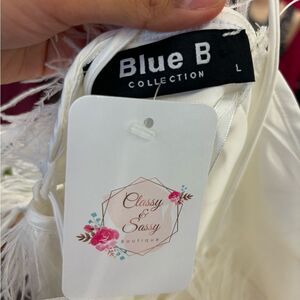 Blue B
COLLECTION
L
Classy
&
Sassy
Boutique